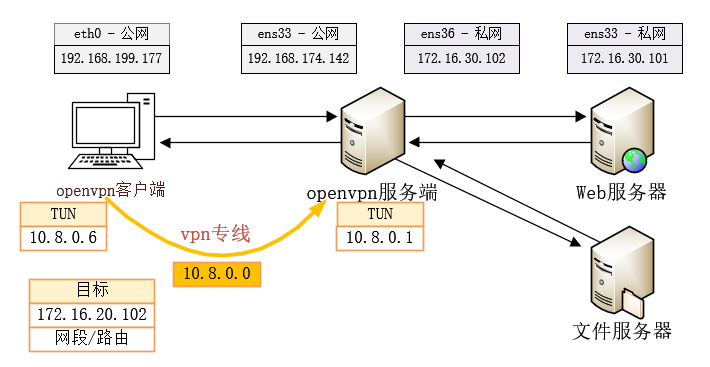 eth0 - 公网
192.168.199.177
ens33 - 公网
192.168.174.142
ens36 - 私网
172.16.30.102
ens33 - 私网
172.16.30.101
openvpn客户端
openvpn服务端
Web服务器
TUN
10.8.0.6
vpn专线
10.8.0.0
TUN
10.8.0.1
目标
172.16.20.102
网段/路由
文件服务器